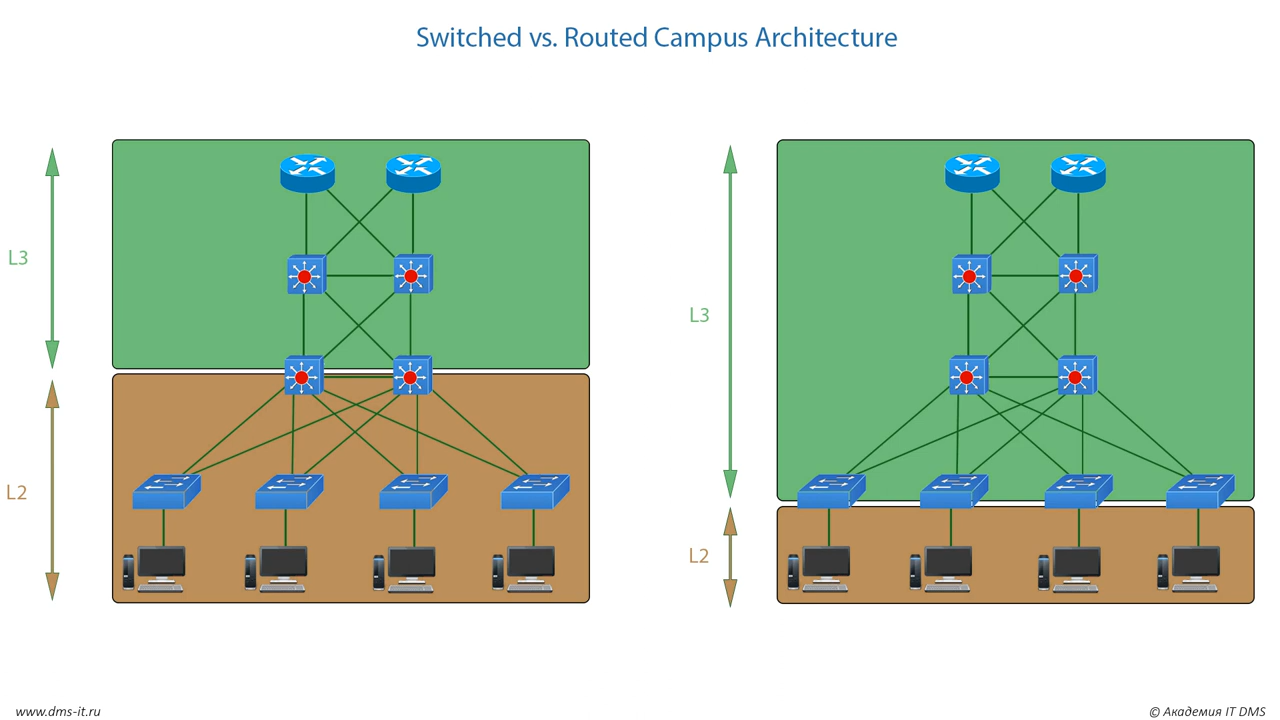 Switched vs. Routed Campus Architecture
L3
L2
L3
L2
www.dms-it.ru
© Академия IT DMS